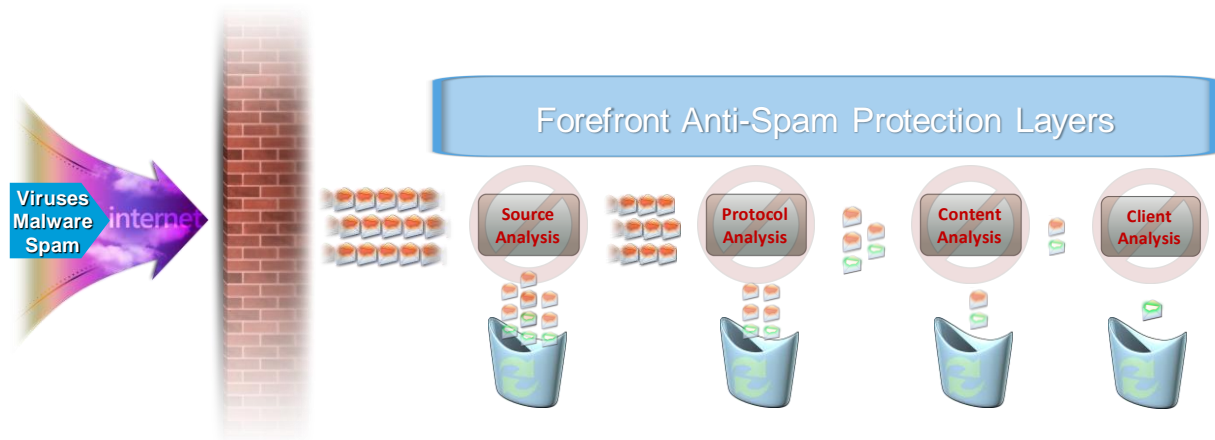 Forefront Anti-Spam Protection Layers
Viruses
Malware
Spam
internet
Source
Analysis
Protocol
Analysis
Content
Analysis
Client
Analysis